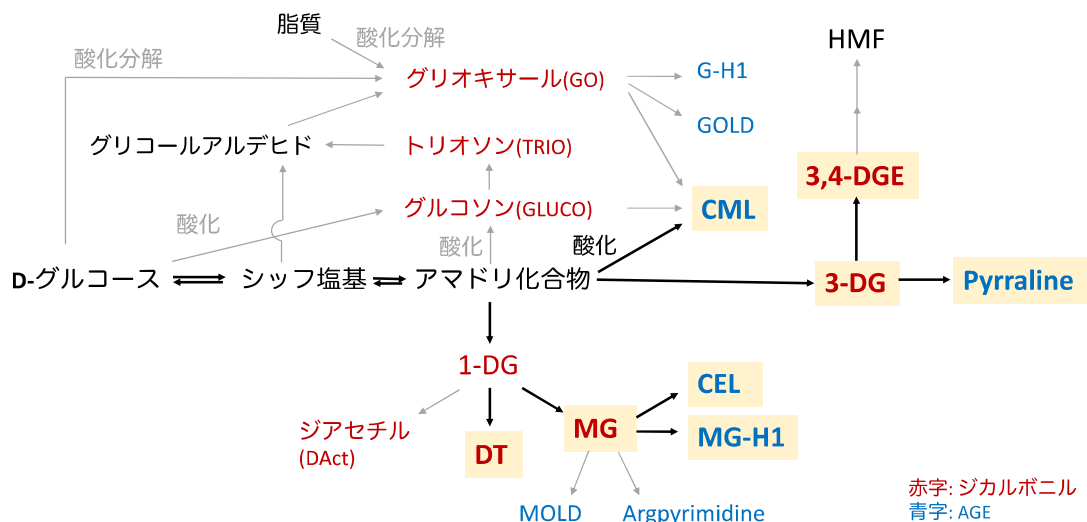 脂質
HMF
酸化分解
酸化分解
グリオキサール(GO)
G-H1
GOLD
グリコールアルデヒド
トリオソン(TRIO)
3,4-DGE
グルコソン(GLUCO)
CML
酸化
酸化
酸化
D-グルコース
シッフ塩基
アマドリ化合物
3-DG
Pyrraline
1-DG
CEL
ジアセチル
(DAct)
DT
MG
MG-H1
MOLD
Argpyrimidine
赤字: ジカルボニル
青字: AGE